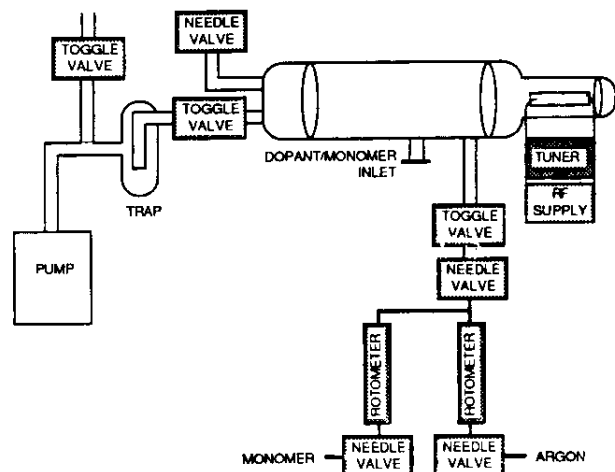 NEEDLE
VALVE
TOGGLE
VALVE
TOGGLE
VALVE
DOPANT/MONOMER
INLET
TUNER
RF
SUPPLY
TRAP
PUMP
TOGGLE
VALVE
NEEDLE
VALVE
ROTOMETER
ROTOMETER
MONOMER
NEEDLE
VALVE
NEEDLE
VALVE
ARGON